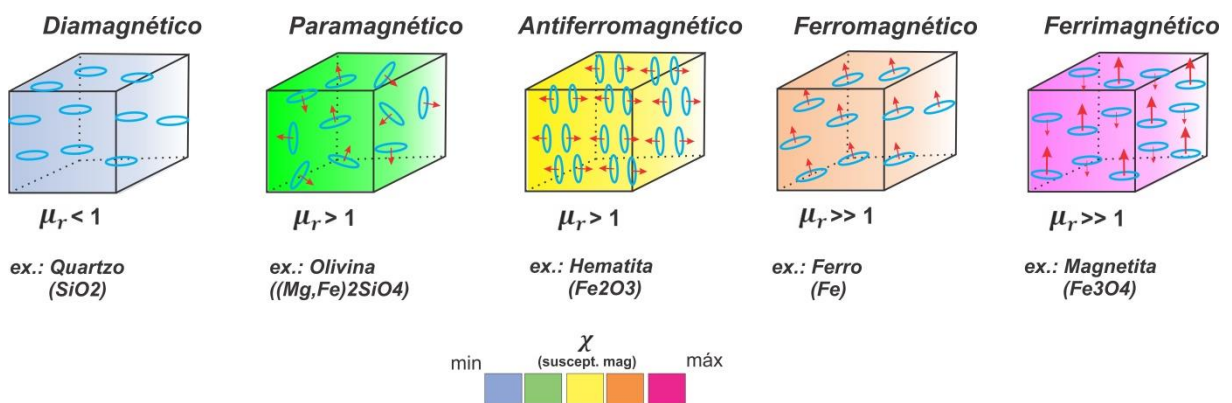 Diamagnético
Paramagnético
Antiferromagnético
Ferromagnético
Ferrimagnético
μr < 1
μr > 1
μr > 1
μr >> 1
μr >> 1
ex.: Quartzo
(SiO2)
ex.: Olivina
((Mg,Fe)2SiO4)
ex.: Hematita
(Fe2O3)
ex.: Ferro
(Fe)
ex.: Magnetita
(Fe3O4)
χ
min
(suscept. mag)
máx